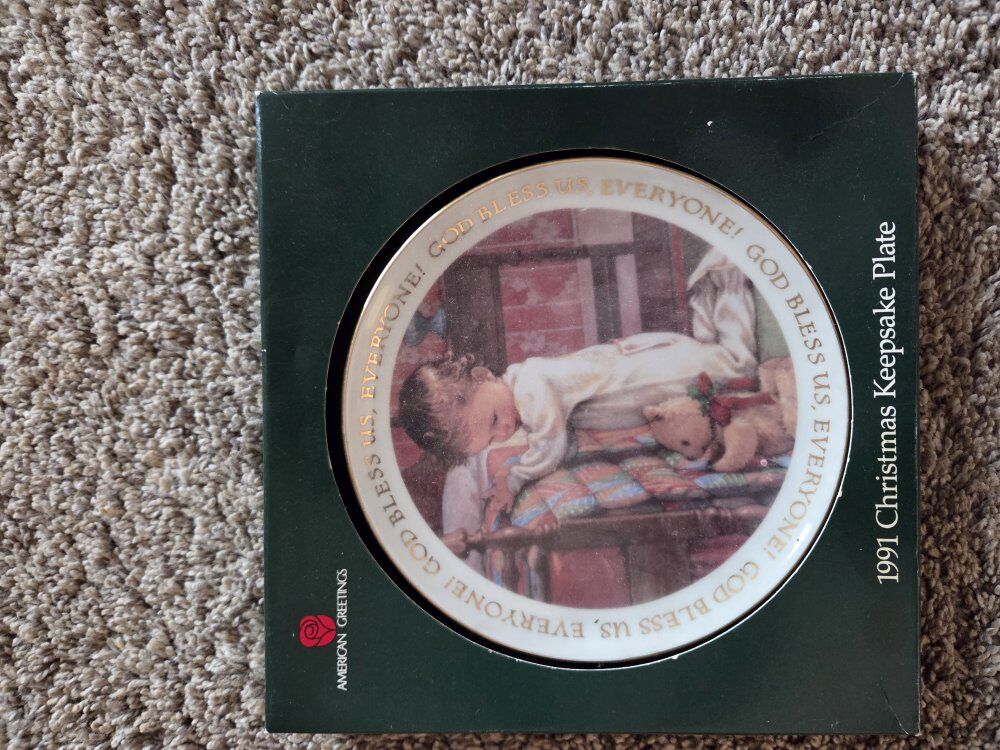 AMERICAN GREETINGS
GOD BLESS US, EVERYONE! GOD BLESS US, EVERYONE! GOD BLESS US, EVERYONE! GOD BLESS US, EVERYONE!
1991 Christmas Keepsake Plate